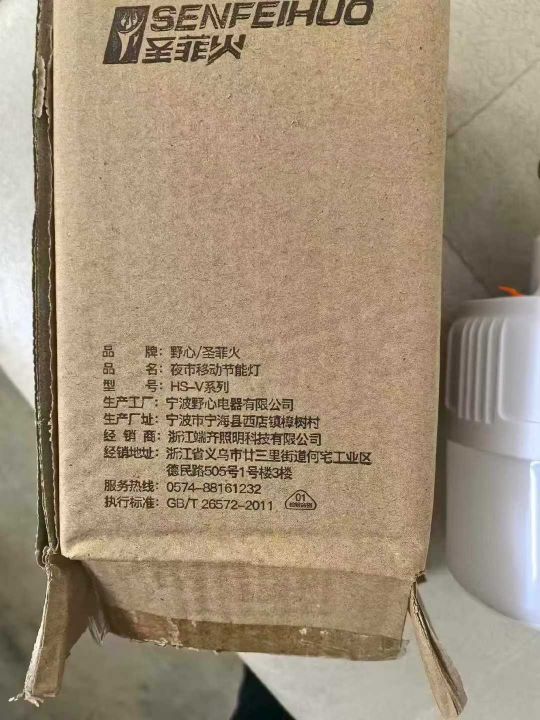 SENFEIHUO
圣菲火
品 牌：野心/圣菲火
品 名：夜市移动节能灯
型 号：HS-V系列
生产工厂：宁波野心电器有限公司
生产厂址：宁波市宁海县西店镇樟树村
经 销 商：浙江端齐照明科技有限公司
经销地址：浙江省义乌市廿三里街道何宅工业区
德民路505号1号楼3楼
服务热线：0574-88161232
执行标准：GB/T 26572-2011
01